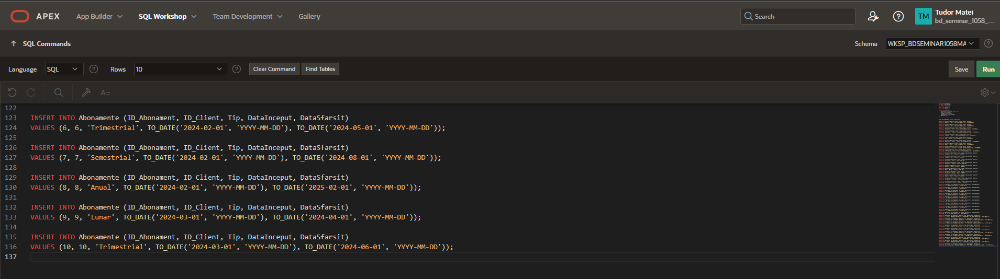 APEX App Builder SQL Workshop Team Development Gallery Search TM Tudor Matei
bd_seminar_1058_...
SQL Commands Schema WKSP_BDSEMINAR1058MA
Language SQL Rows 10 Clear Command Find Tables Save Run
A
122
123 INSERT INTO Abonamente (ID_Abonament, ID_Client, Tip, DataInceput, DataSfarsit)
124 VALUES (6, 6, 'Trimestrial', TO_DATE('2024-02-01', 'YYYY-MM-DD'), TO_DATE('2024-05-01', 'YYYY-MM-DD'));
125
126 INSERT INTO Abonamente (ID_Abonament, ID_Client, Tip, DataInceput, DataSfarsit)
127 VALUES (7, 7, 'Semestrial', TO_DATE('2024-02-01', 'YYYY-MM-DD'), TO_DATE('2024-08-01', 'YYYY-MM-DD'));
128
129 INSERT INTO Abonamente (ID_Abonament, ID_Client, Tip, DataInceput, DataSfarsit)
130 VALUES (8, 8, 'Anual', TO_DATE('2024-02-01', 'YYYY-MM-DD'), TO_DATE('2025-02-01', 'YYYY-MM-DD'));
131
132 INSERT INTO Abonamente (ID_Abonament, ID_Client, Tip, DataInceput, DataSfarsit)
133 VALUES (9, 9, 'Lunar', TO_DATE('2024-03-01', 'YYYY-MM-DD'), TO_DATE('2024-04-01', 'YYYY-MM-DD'));
134
135 INSERT INTO Abonamente (ID_Abonament, ID_Client, Tip, DataInceput, DataSfarsit)
136 VALUES (10, 10, 'Trimestrial', TO_DATE('2024-03-01', 'YYYY-MM-DD'), TO_DATE('2024-06-01', 'YYYY-MM-DD'));
137